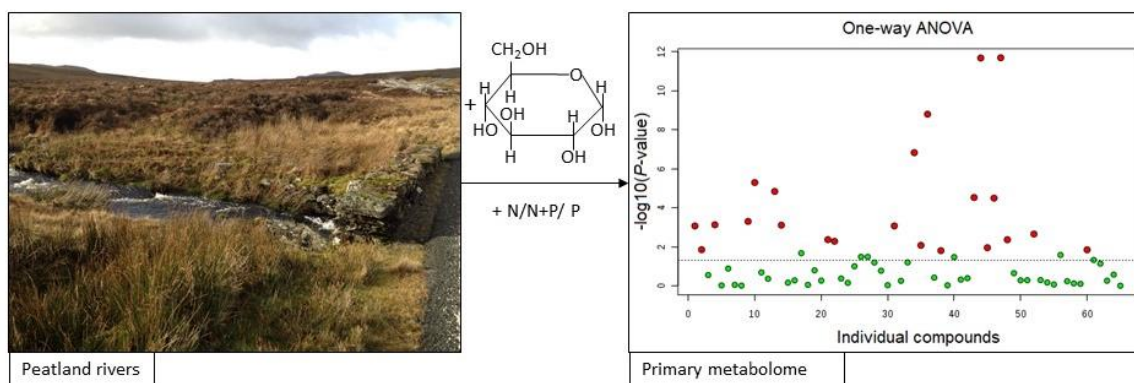 CH2OH
O
H
H
H
H
H
OH
OH
HO
OH
H
OH
+
+ N/N+P/ P
Peatland rivers
One-way ANOVA
-log10(P-value)
12
10
8
6
4
2
0
0
10
20
30
40
50
60
Individual compounds
Primary metabolome